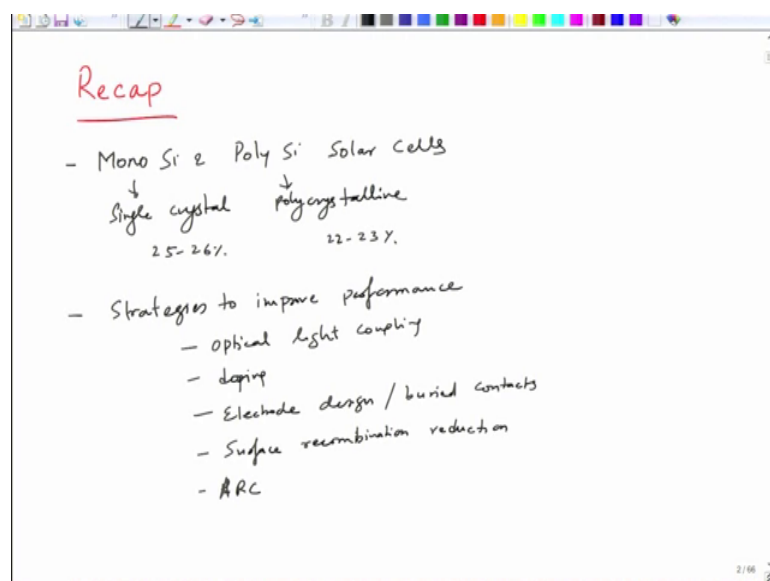 Recap
- Mono Si & Poly Si Solar Cells
Single crystal polycrystalline
25-26%. 22-23%.
- Strategies to improve performance
- optical light coupling
- doping
- Electrode design / buried contacts
- Surface recombination reduction
- ARC
2/66